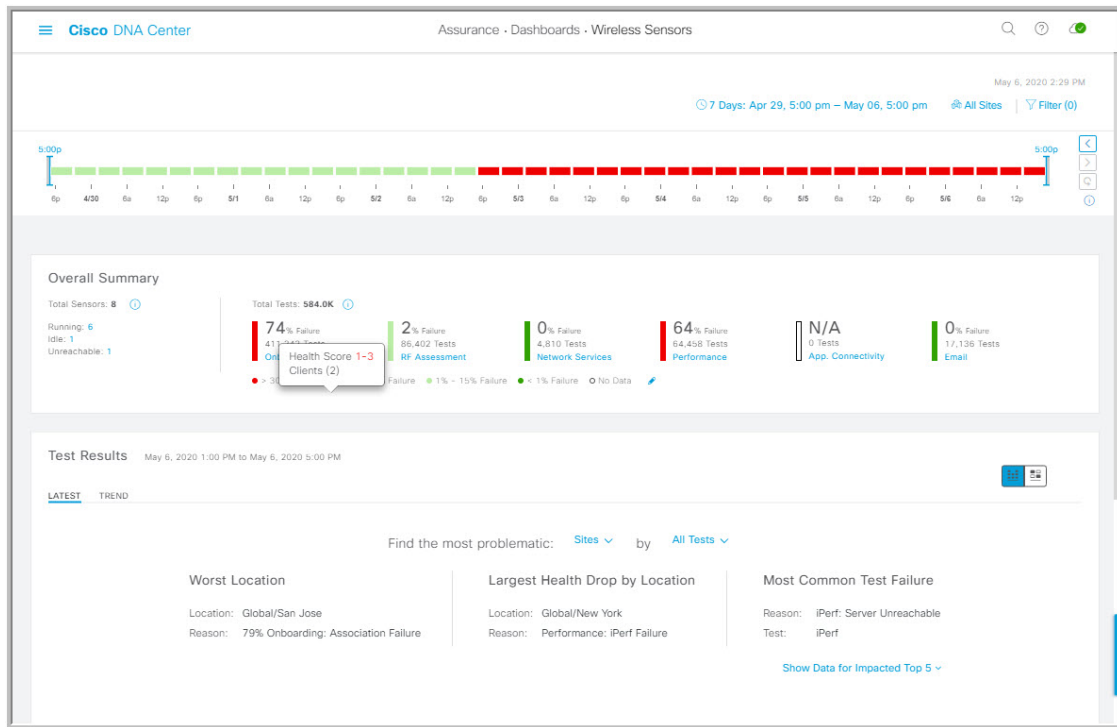 Cisco DNA Center
Assurance · Dashboards · Wireless Sensors
May 6, 2020 2:29 PM
7 Days: Apr 29, 5:00 pm – May 06, 5:00 pm All Sites Filter (0)
5:00p 5:00p
6p 4/30 6a 12p 6p 5/1 6a 12p 6p 5/2 6a 12p 6p 5/3 6a 12p 6p 5/4 6a 12p 6p 5/5 6a 12p 6p 5/6 6a 12p
Overall Summary
Total Sensors: 8
Running: 6
Idle: 1
Unreachable: 1
Total Tests: 584.0K
74% Failure
2% Failure
86,402 Tests
RF Assessment
0% Failure
4,810 Tests
Network Services
64% Failure
64,458 Tests
Performance
N/A
0 Tests
App. Connectivity
0% Failure
17,136 Tests
Email
Health Score 1-3
Clients (2)
Failure 1% - 15% Failure < 1% Failure No Data
Test Results May 6, 2020 1:00 PM to May 6, 2020 5:00 PM
LATEST TREND
Find the most problematic: Sites by All Tests
Worst Location
Location: Global/San Jose
Reason: 79% Onboarding: Association Failure
Largest Health Drop by Location
Location: Global/New York
Reason: Performance: iPerf Failure
Most Common Test Failure
Reason: iPerf: Server Unreachable
Test: iPerf
Show Data for Impacted Top 5